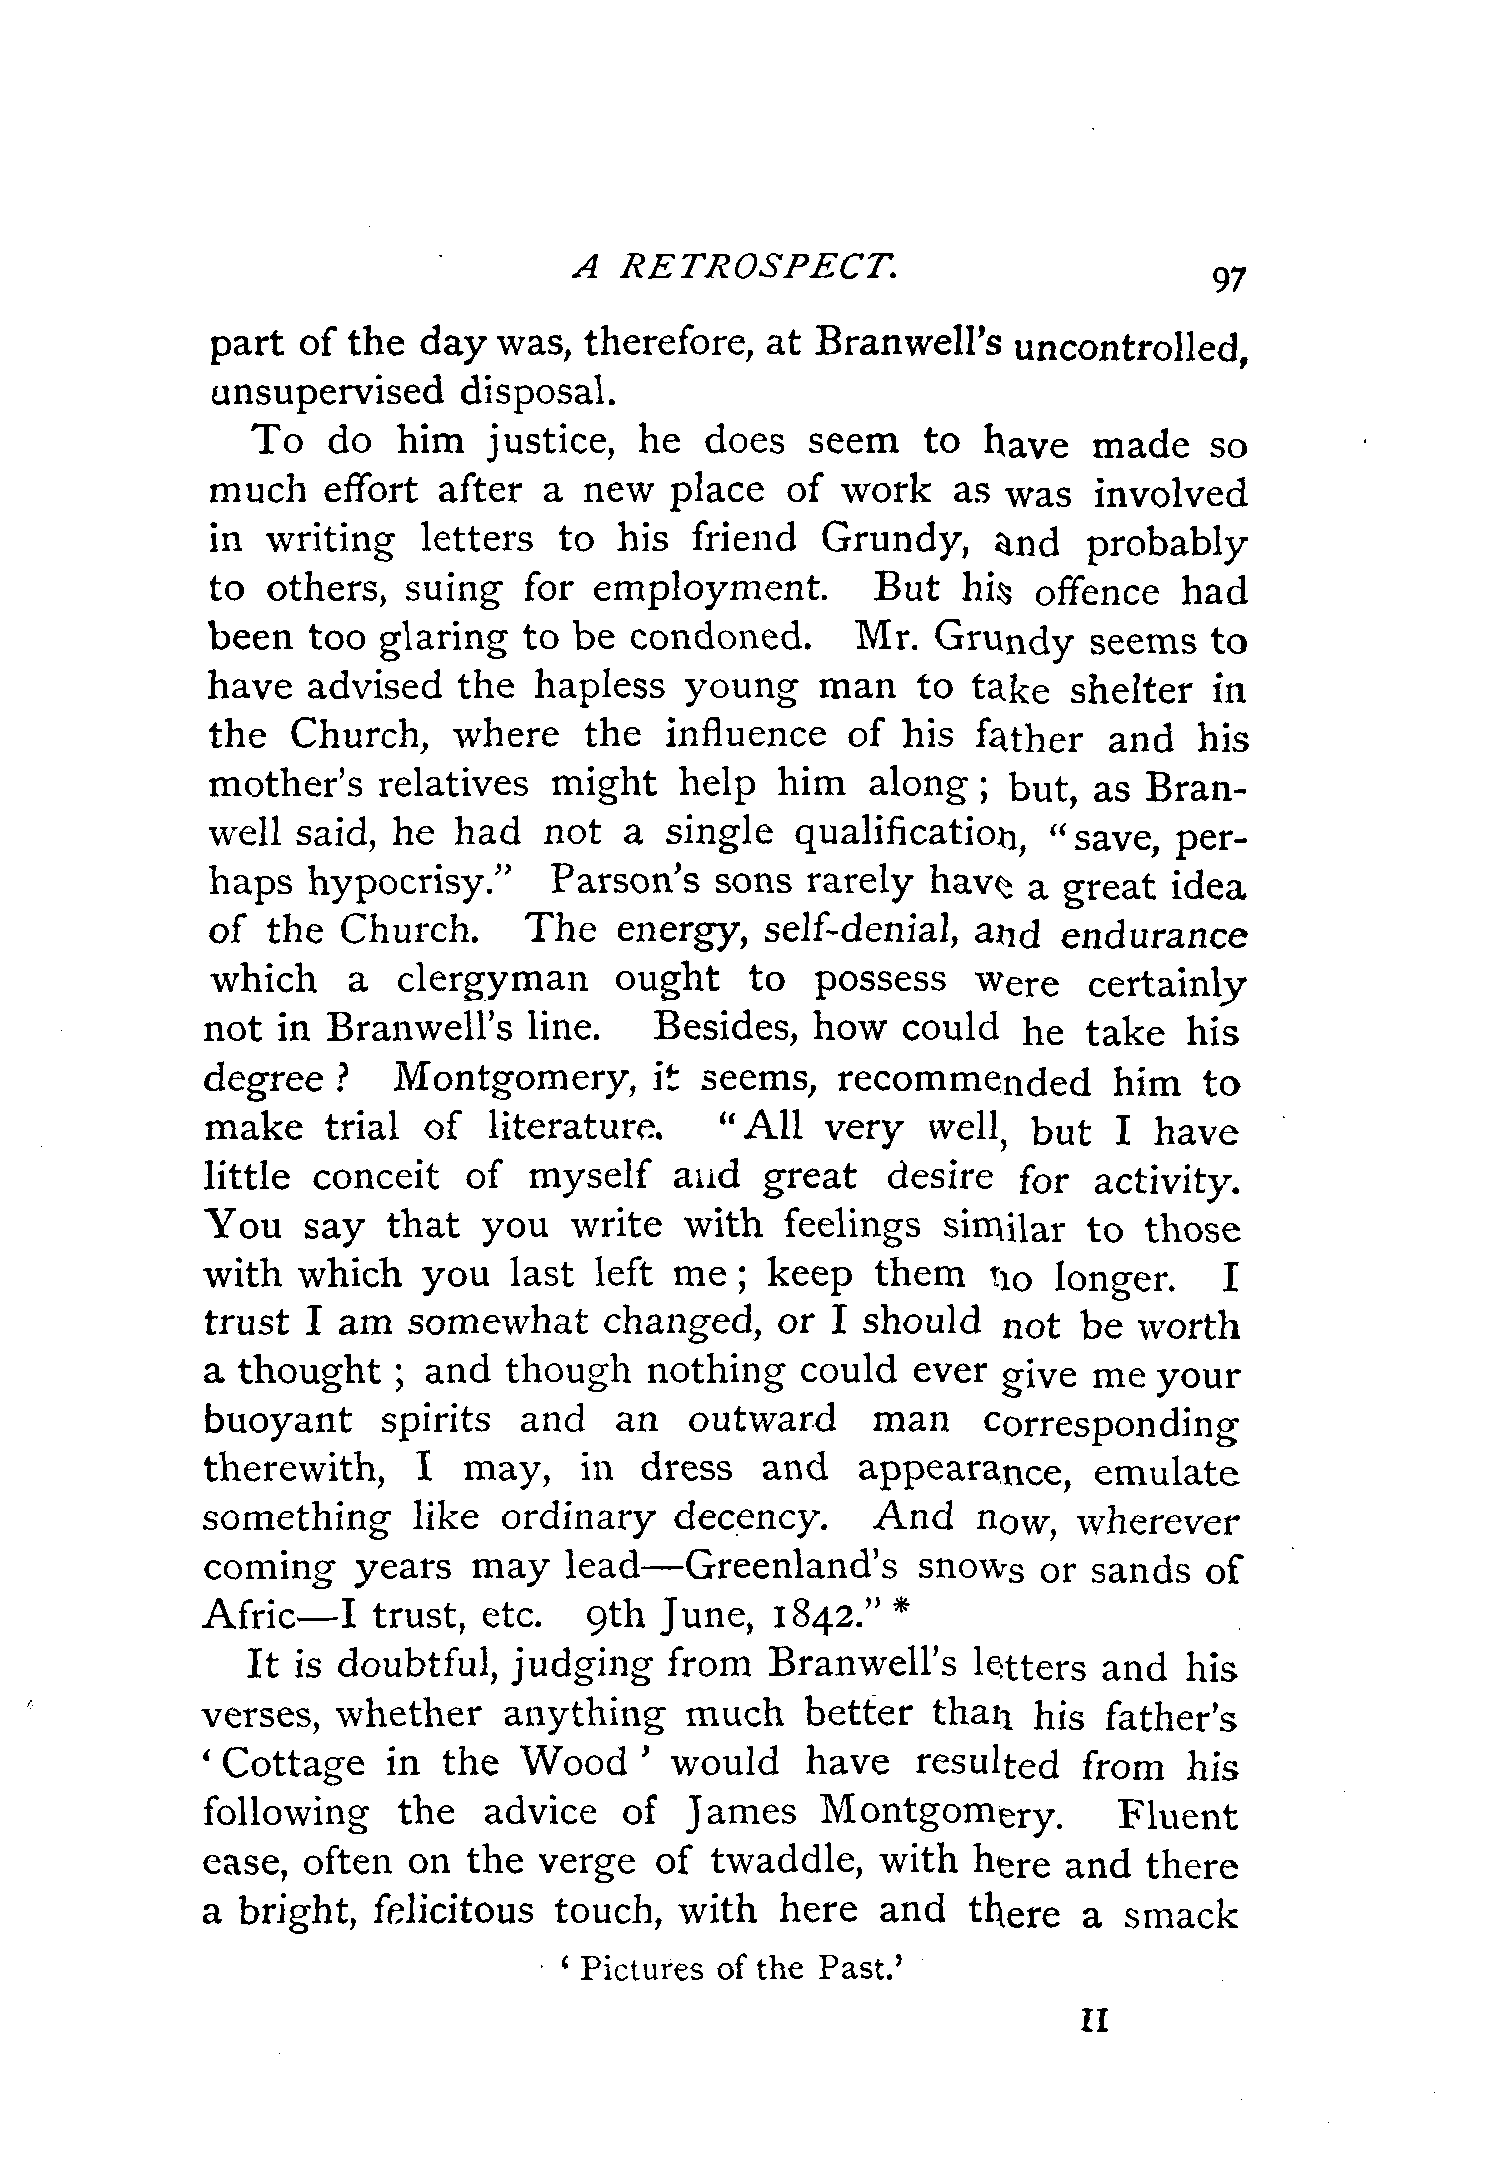 A RETROSPECT. 97
part of the day was, therefore, at Branwell's uncontrolled,
unsupervised disposal.
To do him justice, he does seem to have made so
much effort after a new place of work as was involved
in writing letters to his friend Grundy, and probably
to others, suing for employment. But his offence had
been too glaring to be condoned. Mr. Grundy seems to
have advised the hapless young man to take shelter in
the Church, where the influence of his father and his
mother's relatives might help him along ; but, as Bran-
well said, he had not a single qualification, "save, per-
haps hypocrisy." Parson's sons rarely have a great idea
of the Church. The energy, self-denial, and endurance
which a clergyman ought to possess were certainly
not in Branwell's line. Besides, how could he take his
degree ? Montgomery, it seems, recommended him to
make trial of literature. "All very well, but I have
little conceit of myself and great desire for activity.
You say that you write with feelings similar to those
with which you last left me ; keep them no longer. I
trust I am somewhat changed, or I should not be worth
a thought ; and though nothing could ever give me your
buoyant spirits and an outward man corresponding
therewith, I may, in dress and appearance, emulate
something like ordinary decency. And now, wherever
coming years may lead—Greenland's snows or sands of
Afric—I trust, etc. 9th June, 1842." *
It is doubtful, judging from Branwell's letters and his
verses, whether anything much better than his father's
' Cottage in the Wood ' would have resulted from his
following the advice of James Montgomery. Fluent
ease, often on the verge of twaddle, with here and there
a bright, felicitous touch, with here and there a smack
' Pictures of the Past.'
II